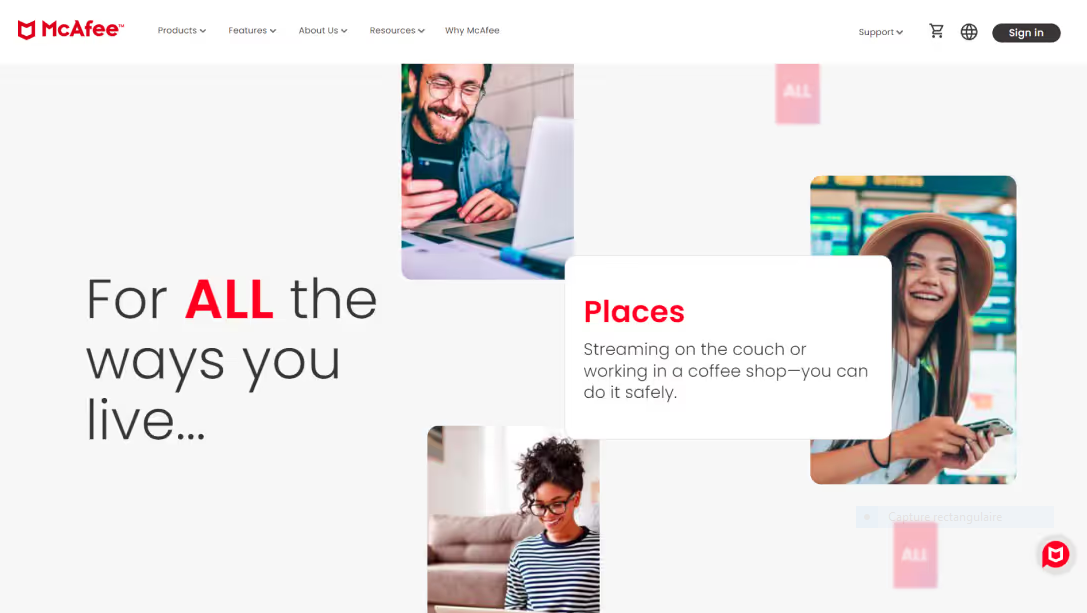 McAfee™
Products
Features
About Us
Resources
Why McAfee
Support
Sign in
ALL
For ALL the
ways you
live...
Places
Streaming on the couch or
working in a coffee shop—you can
do it safely.
Capture rectangulaire
ALL